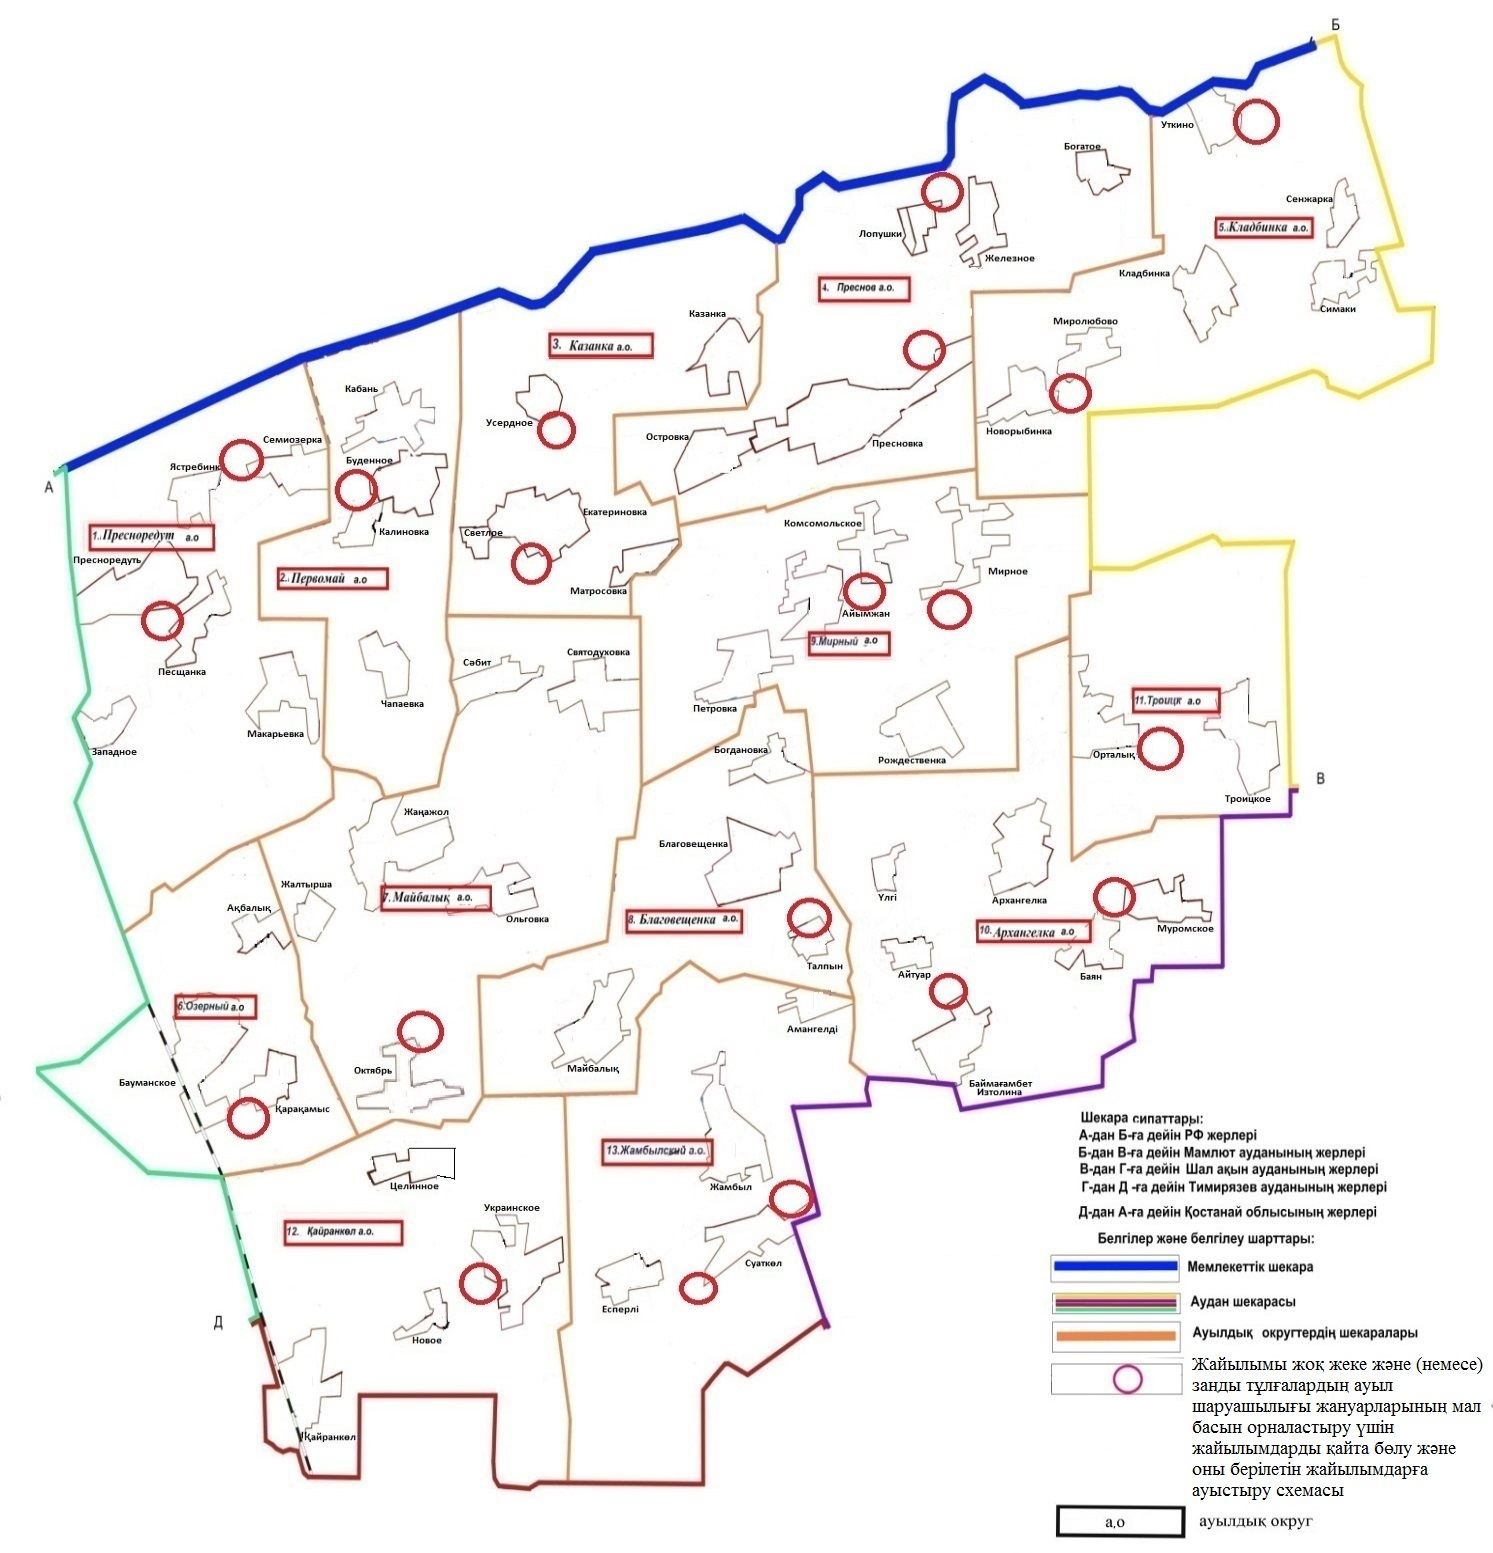 Б
Уткино
Богатое
Сенжарка
5. Кладбинка а.о.
Лопушки
Железное
Кладбинка
4. Преснов а.о.
Симаки
Казанка
Миролюбово
3. Казанка а.о.
Кабань
Усердное
Новорыбинка
Островка
Пресновка
Семиозерка
Ястребинк
Буденное
А
Екатериновка
Комсомольское
Светлое
Калиновка
1. Пресноредут а.о
Пресноредуть
Мирное
2. Первомай а.о
Матросовка
Айымжан
9.Мирный а.о
Песщанка
Сәбит
Святодуховка
Чапаевка
Петровка
11.Троицк а.о
Макарьевка
Западное
Богдановка
Рождественка
Орталық
В
Троицкое
Жаңажол
Благовещенка
Жалтырша
Үлгі
Архангелка
7.Майбалық а.о.
Ақбалық
Ольговка
8. Благовещенка а.о.
10.Архангелка а.о
Муромское
Талпын
Айтуар
Баян
6.Озерный а.о
Амангелді
Октябрь
Майбалық
Бауманское
Баймағамбет
Изтолина
Қарақамыс
Шекара сипаттары:
А-дан Б-ға дейін РФ жерлері
Б-дан В-ға дейін Мамлют ауданының жерлері
В-дан Г-ға дейін Шал ақын ауданының жерлері
Г-дан Д -ға дейін Тимирязев ауданының жерлері
Д-дан А-ға дейін Қостанай облысының жерлері
13.Жамбылский а.о.
Целинное
Жамбыл
Украинское
12. Қайранкөл а.о.
Белгілер және белгілеу шарттары:
Суаткөл
Мемлекеттік шекара
Есперлі
Аудан шекарасы
Д
Новое
Ауылдық округтердің шекаралары
Жайылымы жоқ жеке және (немесе)
заңды тұлғалардың ауыл
шаруашылығы жануарларының мал
басын орналастыру үшін
жайылымдарды қайта бөлу және
оны берілетін жайылымдарға
ауыстыру схемасы
Қайранкөл
а,о
ауылдық округ